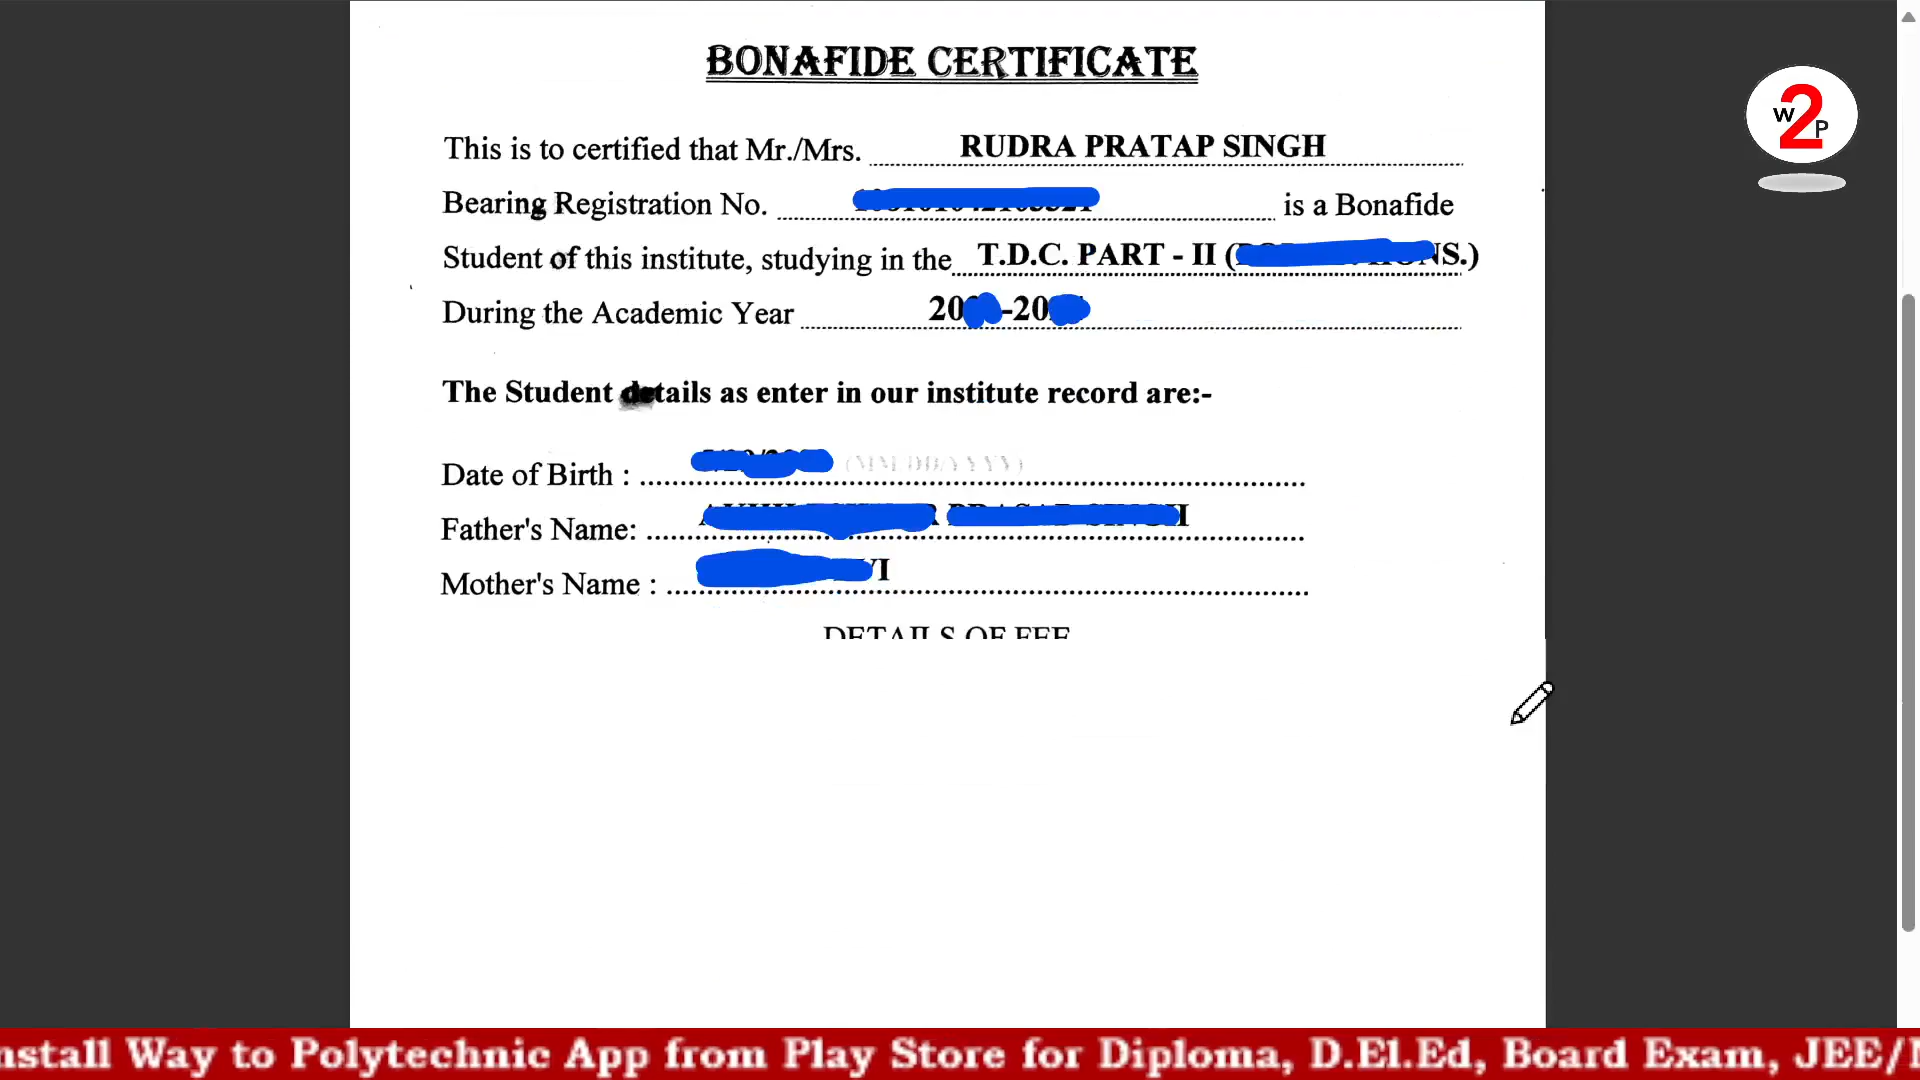 BONAFIDE CERTIFICATE
w2P
This is to certified that Mr./Mrs. RUDRA PRATAP SINGH
Bearing Registration No. is a Bonafide
Student of this institute, studying in the T.D.C. PART - II ( NS.)
During the Academic Year 20 -20
The Student details as enter in our institute record are:-
Date of Birth : (MM/DD/YYYY)
Father's Name:
Mother's Name : VI
DETAILS OF FEE
nstall Way to Polytechnic App from Play Store for Diploma, D.El.Ed, Board Exam, JEE/